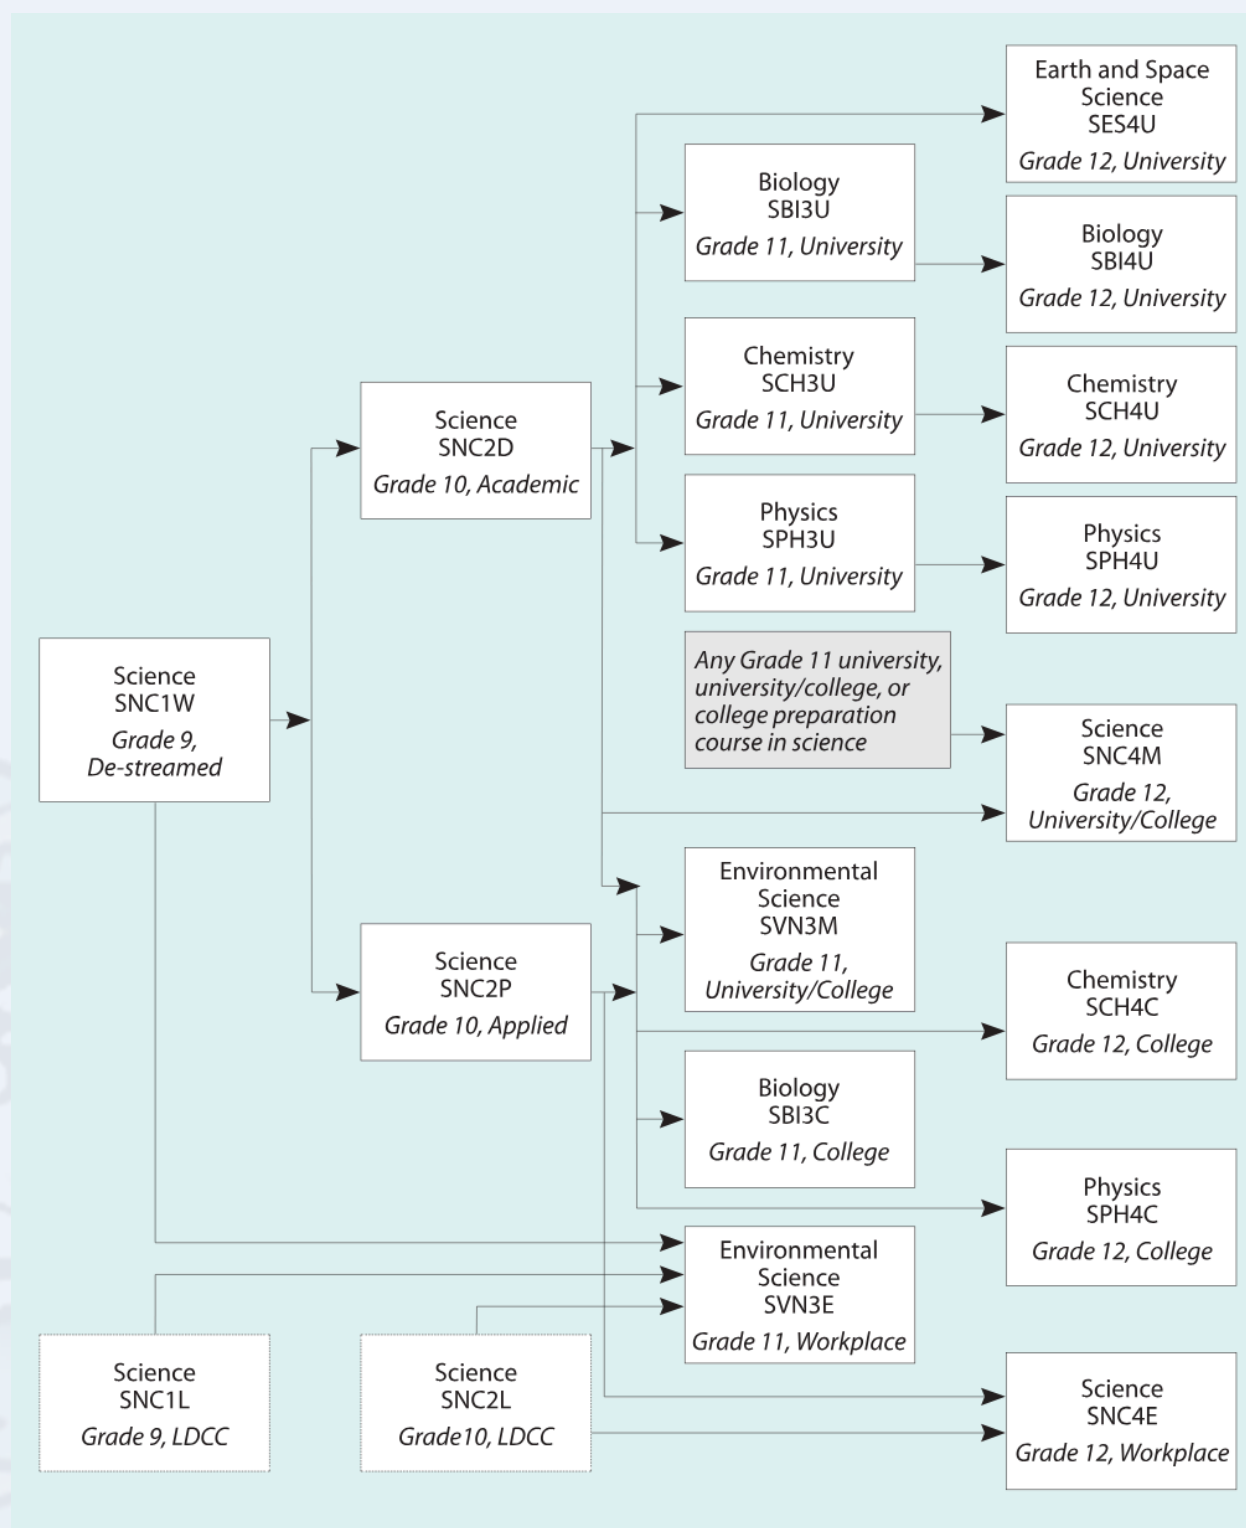 Earth and Space
Science
SES4U
Grade 12, University
Biology
SBI3U
Grade 11, University
Biology
SBI4U
Grade 12, University
Chemistry
SCH3U
Grade 11, University
Chemistry
SCH4U
Grade 12, University
Science
SNC2D
Grade 10, Academic
Physics
SPH3U
Grade 11, University
Physics
SPH4U
Grade 12, University
Science
SNC1W
Grade 9,
De-streamed
Any Grade 11 university,
university/college, or
college preparation
course in science
Science
SNC4M
Grade 12,
University/College
Environmental
Science
SVN3M
Grade 11,
University/College
Science
SNC2P
Grade 10, Applied
Chemistry
SCH4C
Grade 12, College
Biology
SBI3C
Grade 11, College
Physics
SPH4C
Grade 12, College
Environmental
Science
SVN3E
Grade 11, Workplace
Science
SNC1L
Grade 9, LDCC
Science
SNC2L
Grade10, LDCC
Science
SNC4E
Grade 12, Workplace